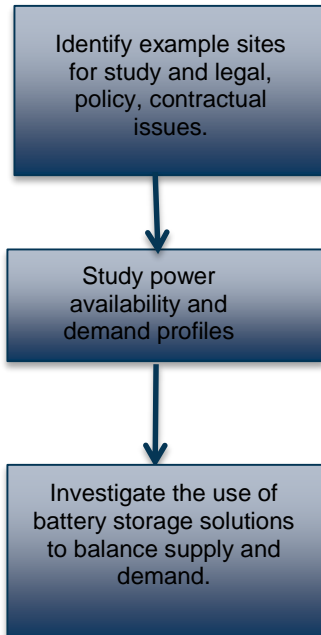 Identify example sites
for study and legal,
policy, contractual
issues.
Study power
availability and
demand profiles
Investigate the use of
battery storage solutions
to balance supply and
demand.